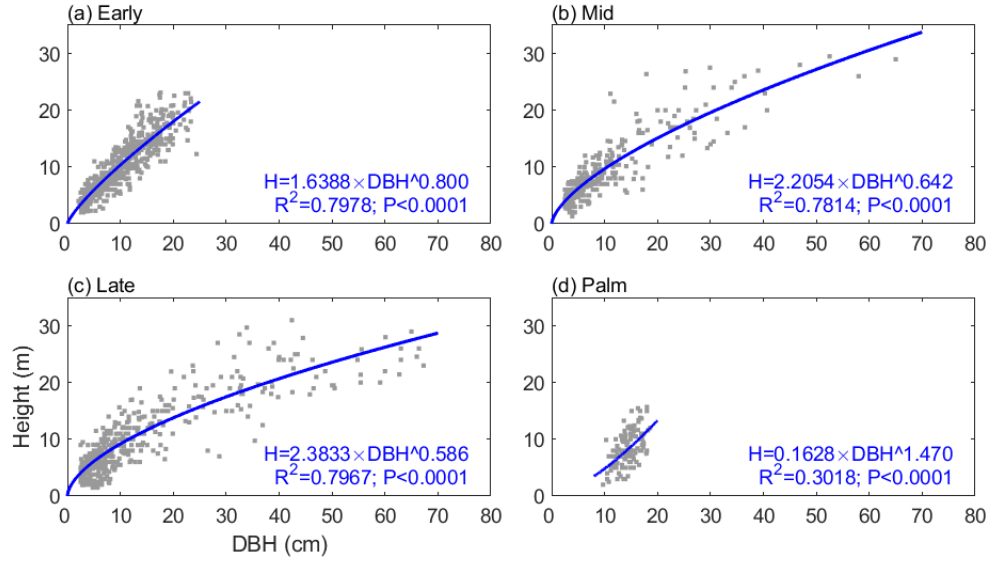 (a) Early
30
20
10
0
H=1.6388×DBH^0.800
R²=0.7978; P<0.0001
0 10 20 30 40 50 60 70 80
(b) Mid
30
20
10
0
H=2.2054×DBH^0.642
R²=0.7814; P<0.0001
0 10 20 30 40 50 60 70 80
(c) Late
Height (m)
30
20
10
0
H=2.3833×DBH^0.586
R²=0.7967; P<0.0001
0 10 20 30 40 50 60 70 80
DBH (cm)
(d) Palm
30
20
10
0
H=0.1628×DBH^1.470
R²=0.3018; P<0.0001
0 10 20 30 40 50 60 70 80